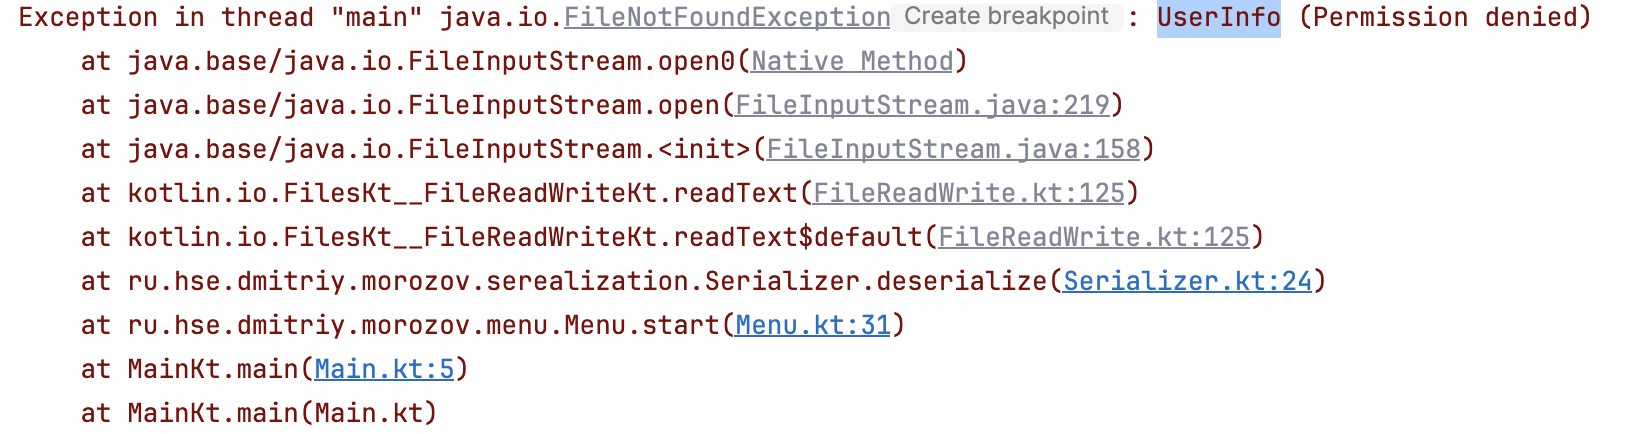 Exception in thread "main" java.io.FileNotFoundException Create breakpoint : UserInfo (Permission denied)
at java.base/java.io.FileInputStream.open0(Native Method)
at java.base/java.io.FileInputStream.open(FileInputStream.java:219)
at java.base/java.io.FileInputStream.<init>(FileInputStream.java:158)
at kotlin.io.FilesKt__FileReadWriteKt.readText(FileReadWrite.kt:125)
at kotlin.io.FilesKt__FileReadWriteKt.readText$default(FileReadWrite.kt:125)
at ru.hse.dmitriy.morozov.serealization.Serializer.deserialize(Serializer.kt:24)
at ru.hse.dmitriy.morozov.menu.Menu.start(Menu.kt:31)
at MainKt.main(Main.kt:5)
at MainKt.main(Main.kt)